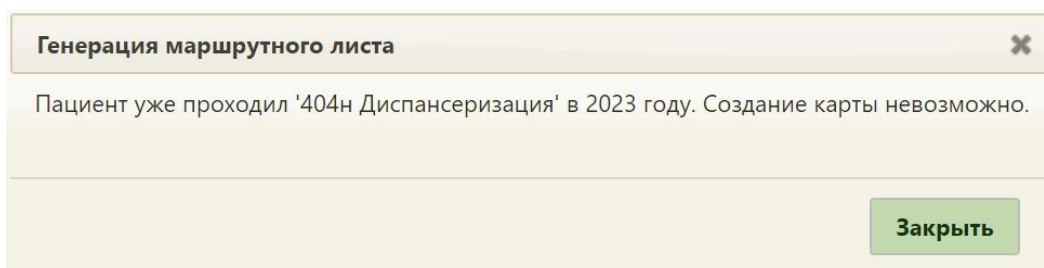 Генерация маршрутного листа
Пациент уже проходил '404н Диспансеризация' в 2023 году. Создание карты невозможно.
Закрыть